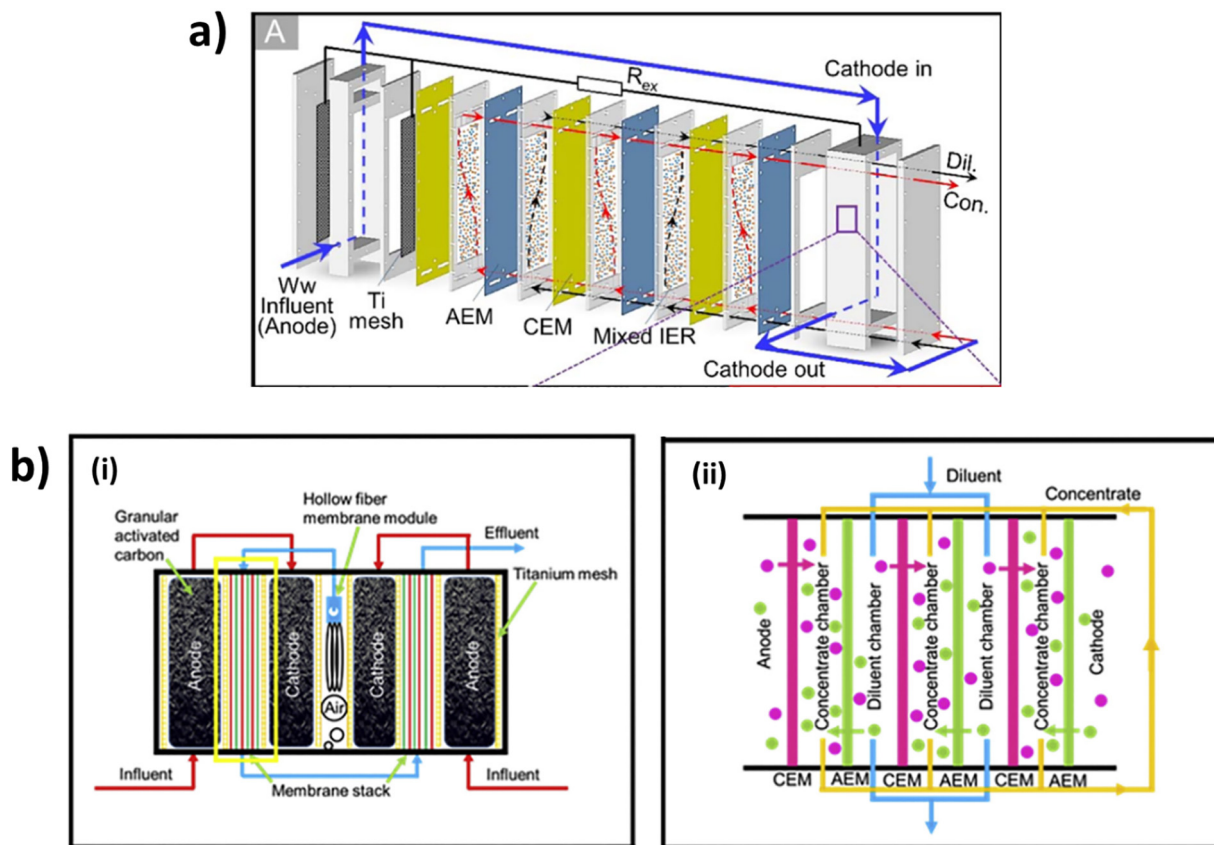 a)
A
Cathode in
R_ex
Dil.
Con.
Ww
Influent
(Anode)
Ti
mesh
AEM
CEM
Mixed IER
Cathode out
b)
(i)
Granular
activated
carbon
Hollow fiber
membrane module
Effluent
Titanium mesh
Anode
Cathode
Air
Cathode
Anode
Influent
Membrane stack
Influent
(ii)
Diluent
Concentrate
Anode
Concentrate chamber
Diluent chamber
Concentrate chamber
Diluent chamber
Concentrate chamber
Cathode
CEM
AEM
CEM
AEM
CEM
AEM